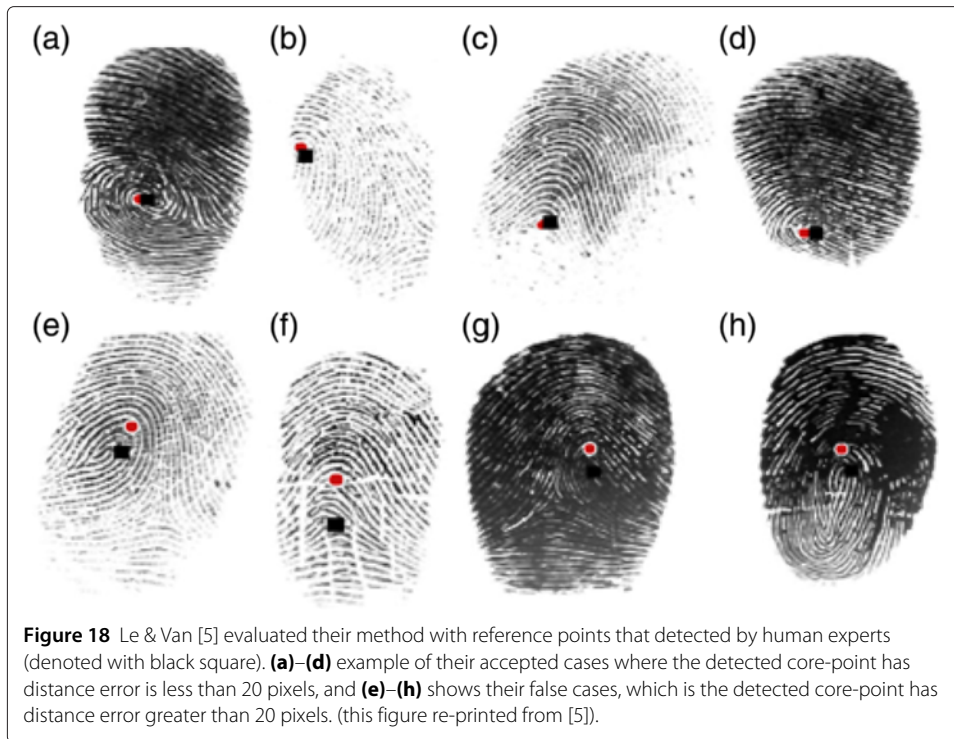 (a) (b) (c) (d)
(e) (f) (g) (h)
Figure 18 Le & Van [5] evaluated their method with reference points that detected by human experts
(denoted with black square). (a)–(d) example of their accepted cases where the detected core-point has
distance error is less than 20 pixels, and (e)–(h) shows their false cases, which is the detected core-point has
distance error greater than 20 pixels. (this figure re-printed from [5]).